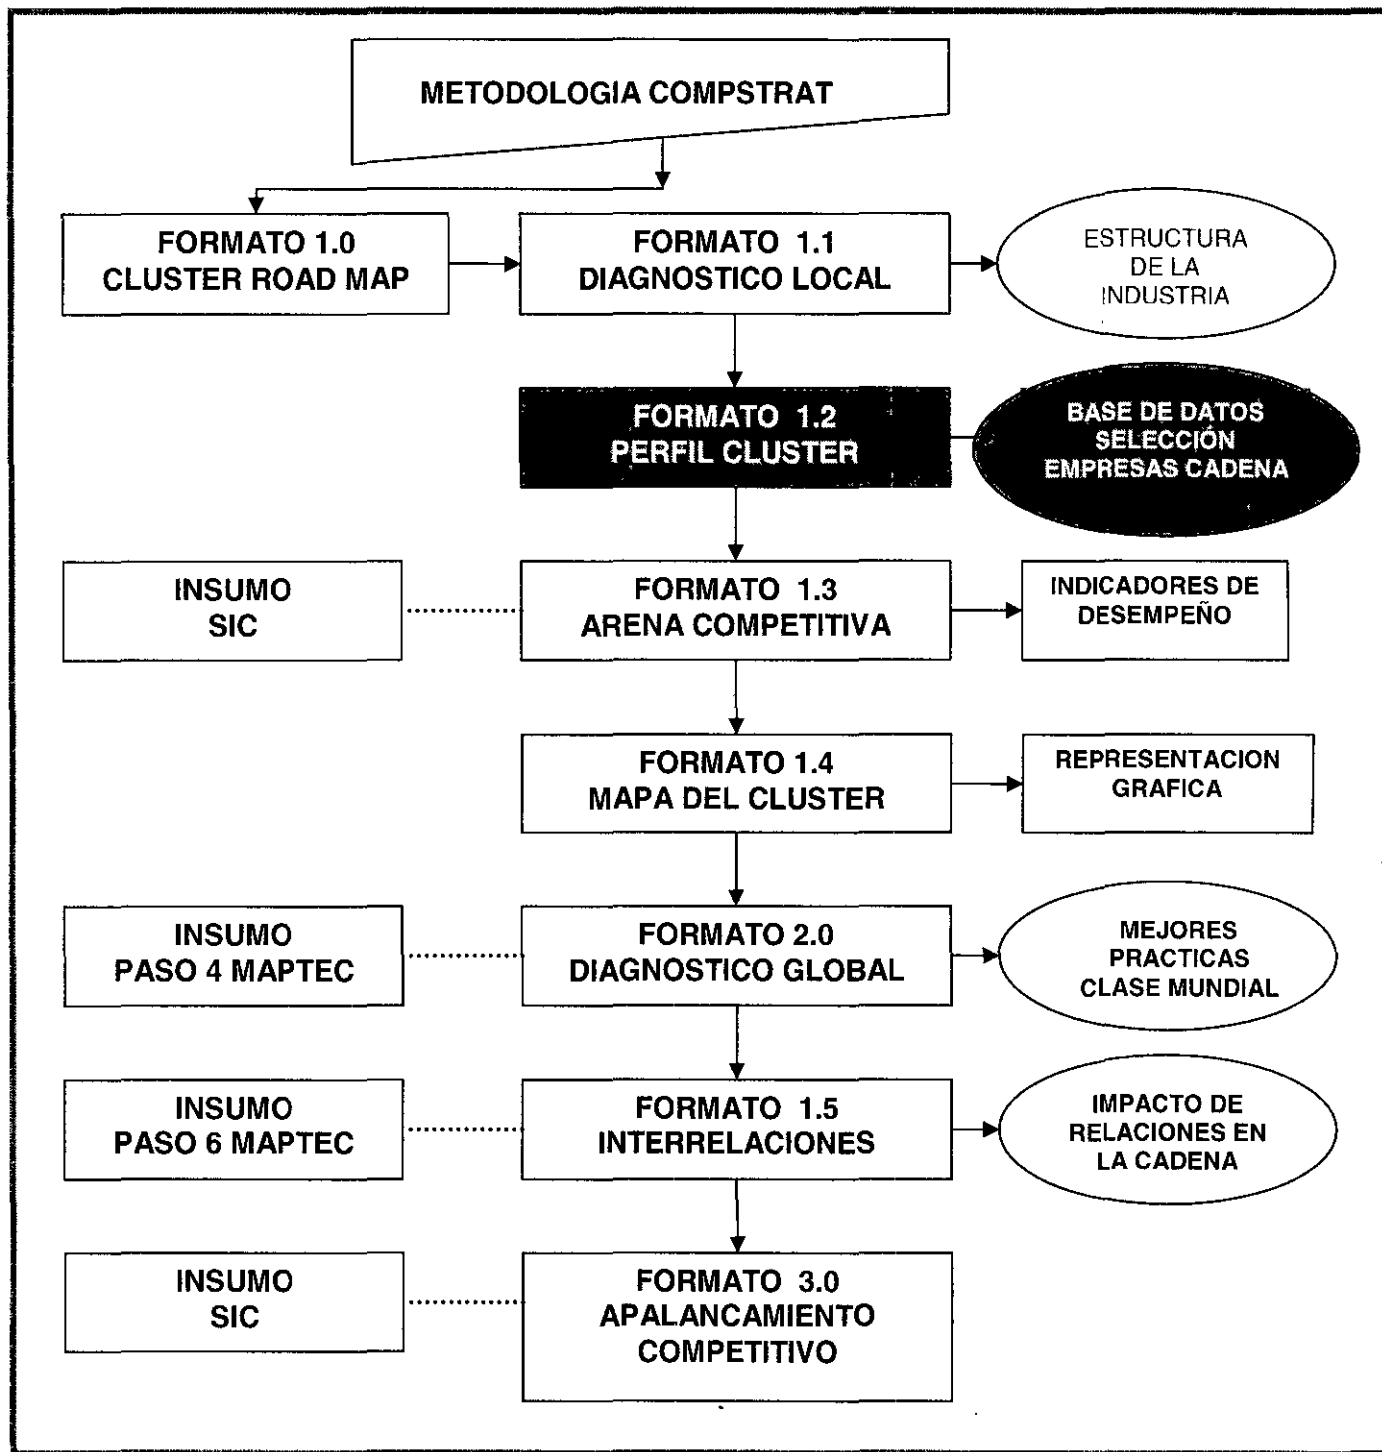 METODOLOGIA COMPSTRAT
FORMATO 1.0
CLUSTER ROAD MAP
FORMATO 1.1
DIAGNOSTICO LOCAL
ESTRUCTURA
DE LA
INDUSTRIA
FORMATO 1.2
PERFIL CLUSTER
BASE DE DATOS
SELECCIÓN
EMPRESAS CADENA
INSUMO
SIC
FORMATO 1.3
ARENA COMPETITIVA
INDICADORES DE
DESEMPEÑO
FORMATO 1.4
MAPA DEL CLUSTER
REPRESENTACION
GRAFICA
INSUMO
PASO 4 MAPTEC
FORMATO 2.0
DIAGNOSTICO GLOBAL
MEJORES
PRACTICAS
CLASE MUNDIAL
INSUMO
PASO 6 MAPTEC
FORMATO 1.5
INTERRELACIONES
IMPACTO DE
RELACIONES EN
LA CADENA
INSUMO
SIC
FORMATO 3.0
APALANCAMIENTO
COMPETITIVO